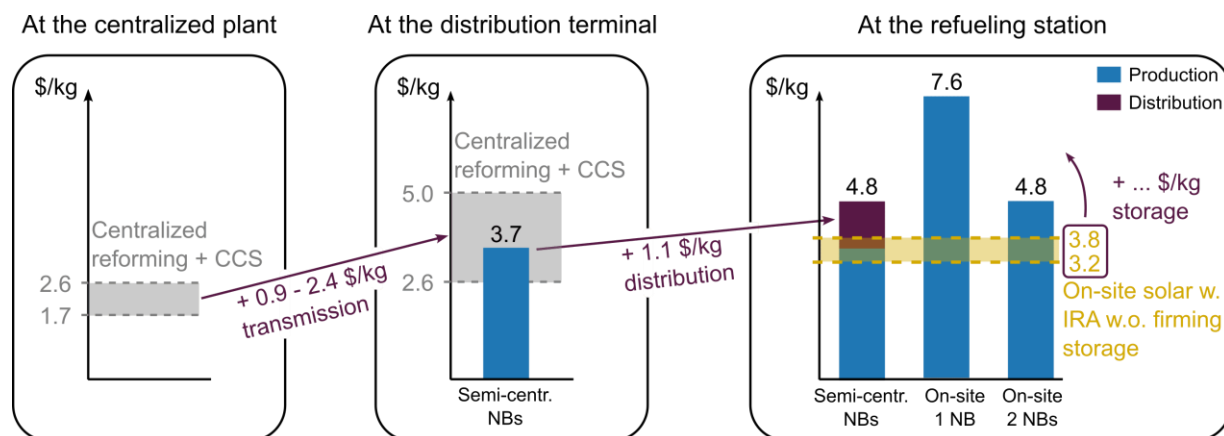 At the centralized plant
$/kg
Centralized
reforming + CCS
2.6
1.7
+ 0.9 - 2.4 $/kg
transmission
At the distribution terminal
$/kg
Centralized
reforming + CCS
5.0
3.7
2.6
Semi-centr.
NBs
+ 1.1 $/kg
distribution
At the refueling station
$/kg
Production
Distribution
7.6
4.8
4.8
+ ... $/kg
storage
3.8
3.2
On-site solar w.
IRA w.o. firming
storage
Semi-centr.
NBs
On-site
1 NB
On-site
2 NBs